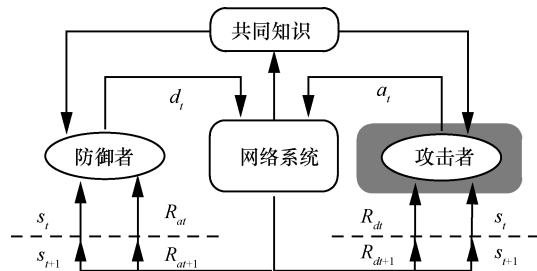 共同知识
d_t
a_t
防御者
网络系统
攻击者
s_t
R_at
R_dt
s_t
s_t+1
R_at+1
R_dt+1
s_t+1